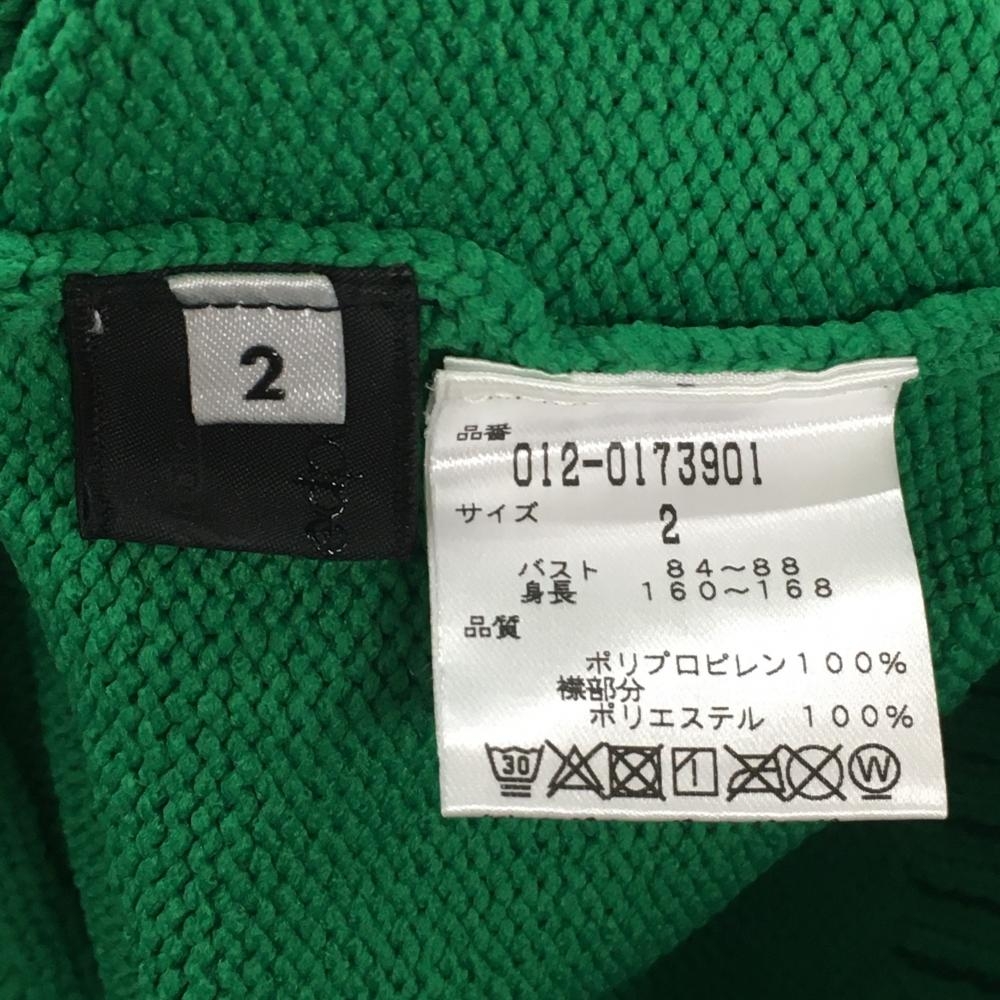 2
品番
012-0173901
サイズ
2
バスト 84~88
身長 160~168
品質
ポリプロピレン100%
襟部分
ポリエステル 100%
30
1
W